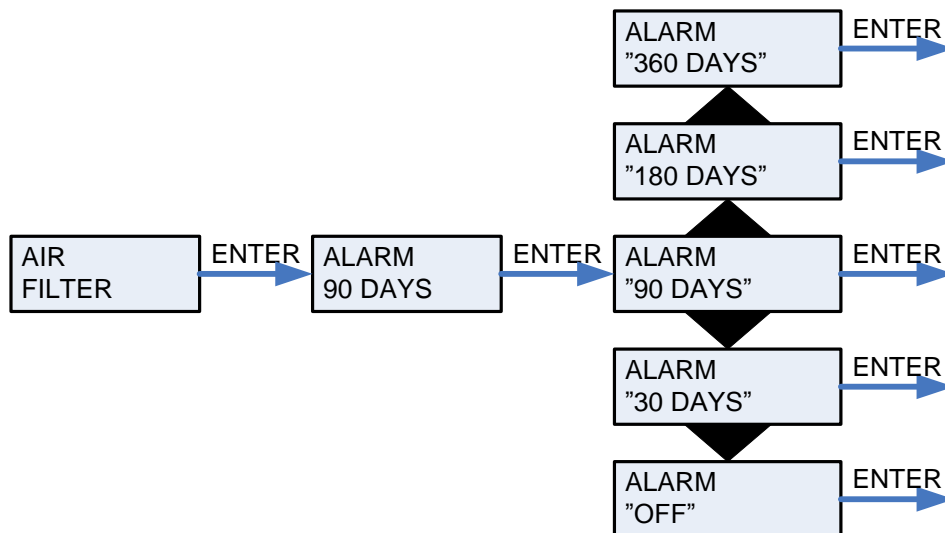 ALARM
”360 DAYS”
ENTER
ALARM
”180 DAYS”
ENTER
AIR
FILTER
ENTER
ALARM
90 DAYS
ENTER
ALARM
”90 DAYS”
ENTER
ALARM
”30 DAYS”
ENTER
ALARM
”OFF”
ENTER